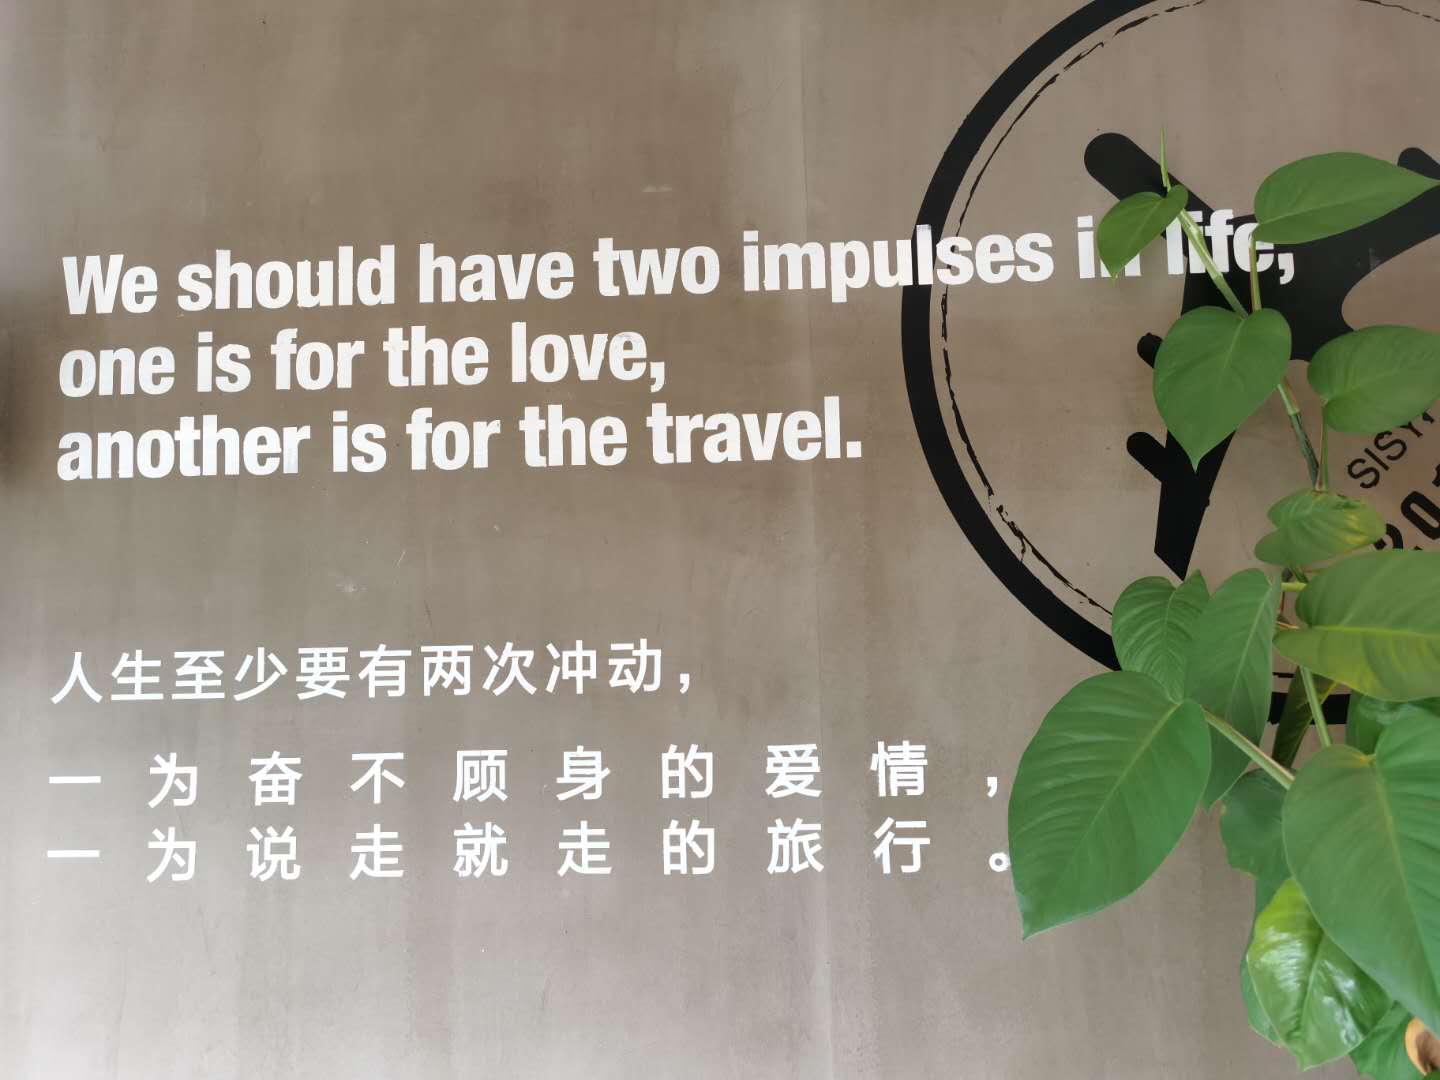 We should have two impulses in life,
one is for the love,
another is for the travel.
人生至少要有两次冲动，
一为奋不顾身的爱情，
一为说走就走的旅行。